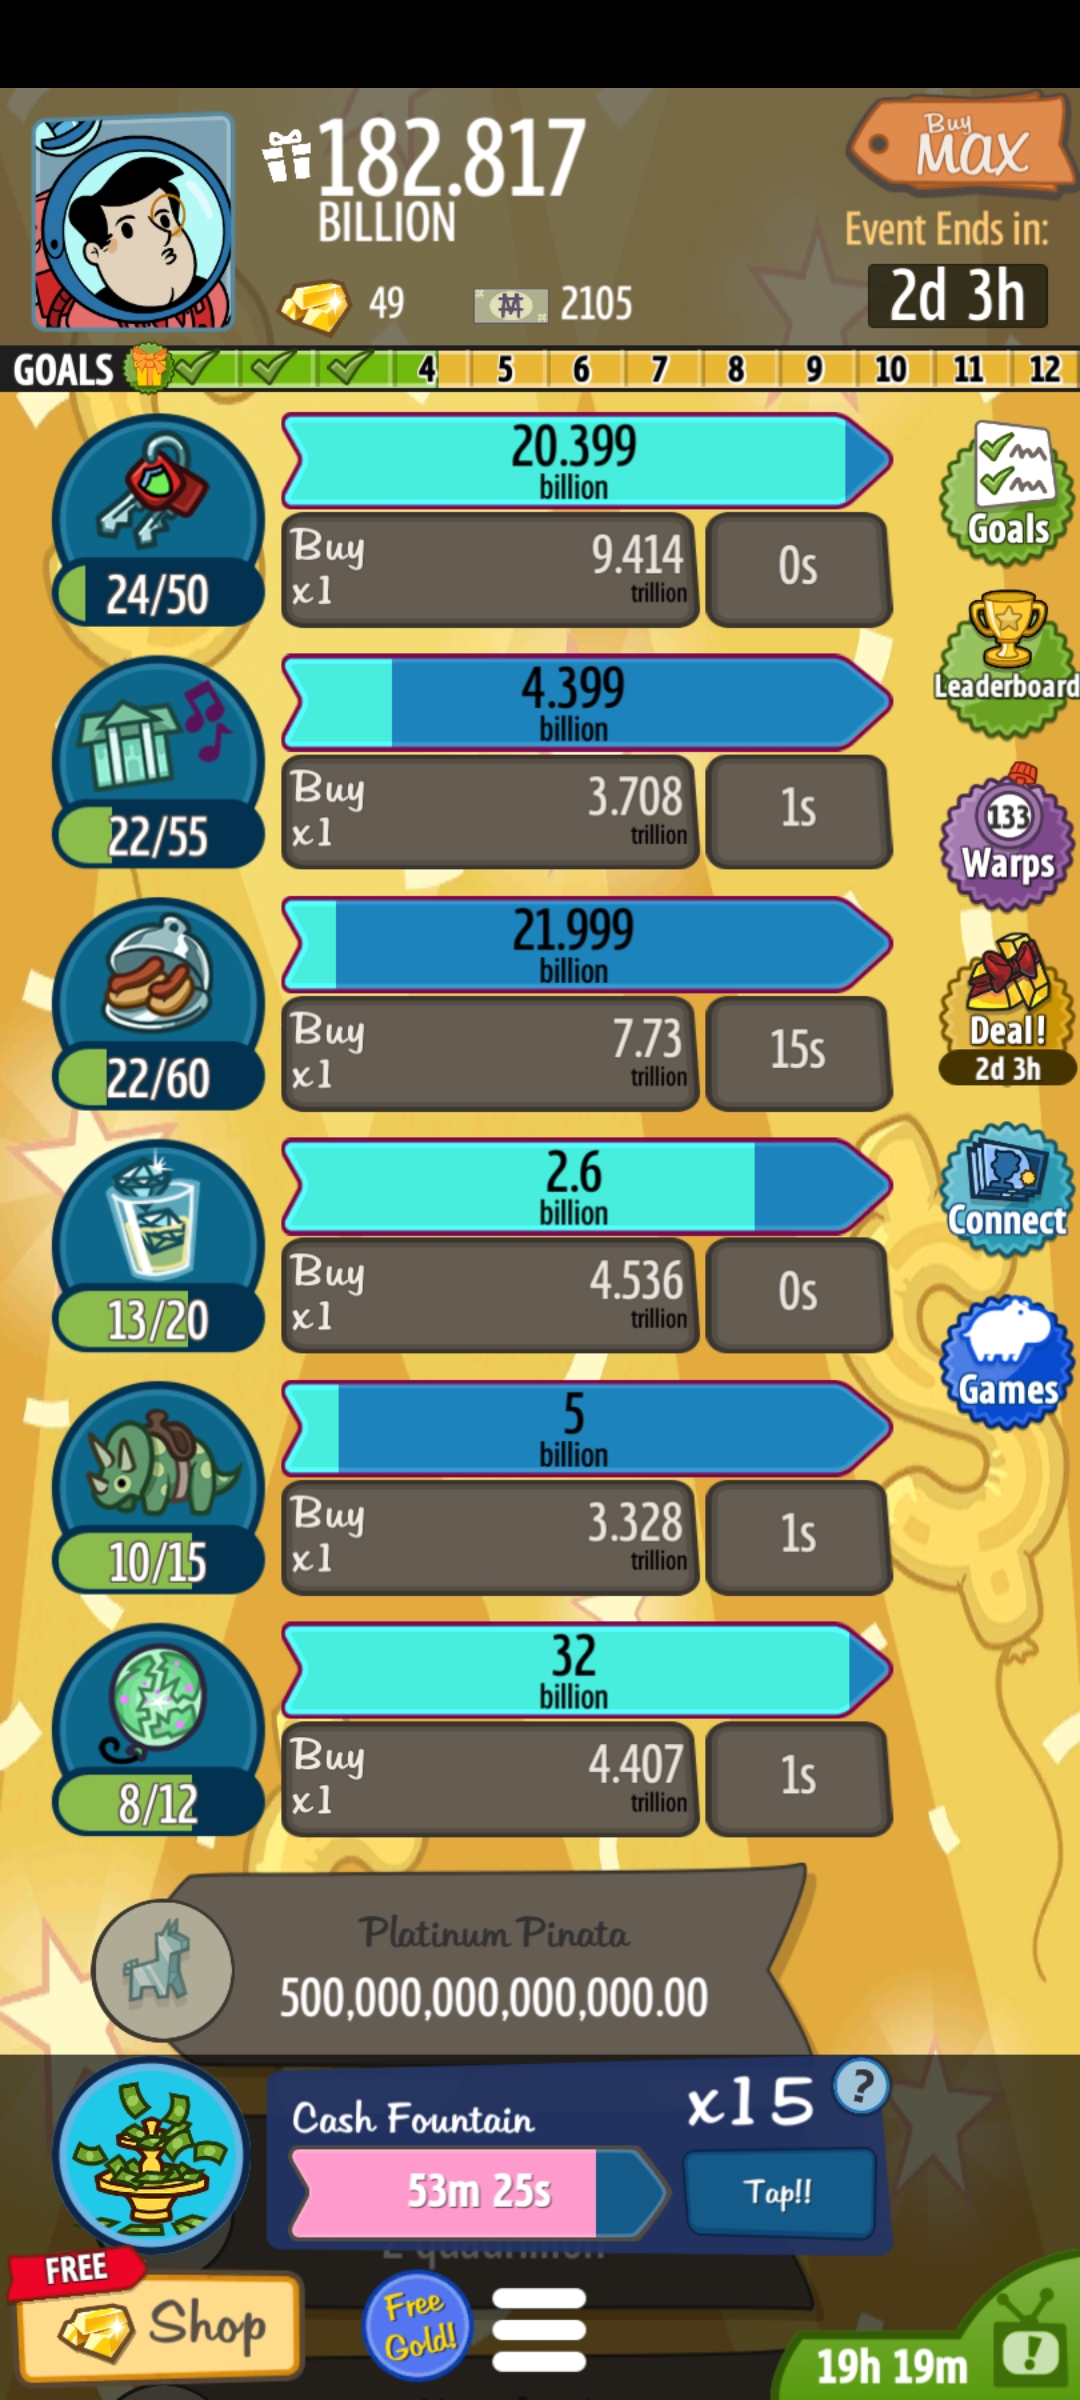 182.817
BILLION
Buy
MAX
Event Ends in:
49
2105
2d 3h
GOALS 4 5 6 7 8 9 10 11 12
20.399
billion
Buy
x1
9.414
trillion
0s
24/50
Goals
4.399
billion
Leaderboard
Buy
x1
3.708
trillion
1s
22/55
133
Warps
21.999
billion
Buy
x1
7.73
trillion
15s
22/60
Deal!
2d 3h
2.6
billion
Connect
Buy
x1
4.536
trillion
0s
13/20
Games
5
billion
Buy
x1
3.328
trillion
1s
10/15
32
billion
Buy
x1
4.407
trillion
1s
8/12
Platinum Pinata
500,000,000,000,000.00
Cash Fountain
x15
?
53m 25s
Tap!!
FREE
Shop
Free
Gold!
19h 19m
!